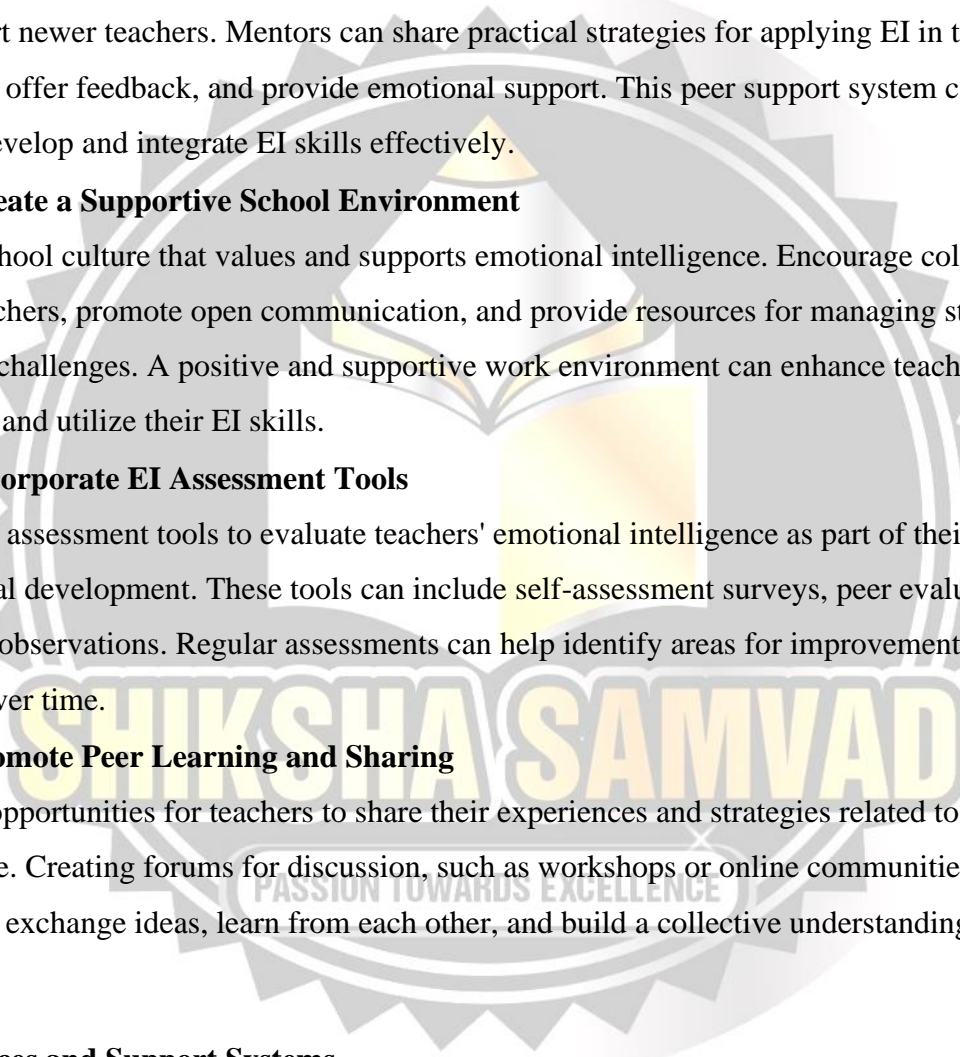 rt newer teachers. Mentors can share practical strategies for applying EI in t
offer feedback, and provide emotional support. This peer support system c
evelop and integrate EI skills effectively.
eate a Supportive School Environment
hool culture that values and supports emotional intelligence. Encourage col
chers, promote open communication, and provide resources for managing st
challenges. A positive and supportive work environment can enhance teach
and utilize their EI skills.
orporate EI Assessment Tools
assessment tools to evaluate teachers' emotional intelligence as part of thei
al development. These tools can include self-assessment surveys, peer evalu
observations. Regular assessments can help identify areas for improvement
ver time.
SHIKSHA SAMVAD
omote Peer Learning and Sharing
opportunities for teachers to share their experiences and strategies related to
e. Creating forums for discussion, such as workshops or online communitie
PASSION TOWARDS EXCELLENCE
exchange ideas, learn from each other, and build a collective understanding
ces and Support Systems